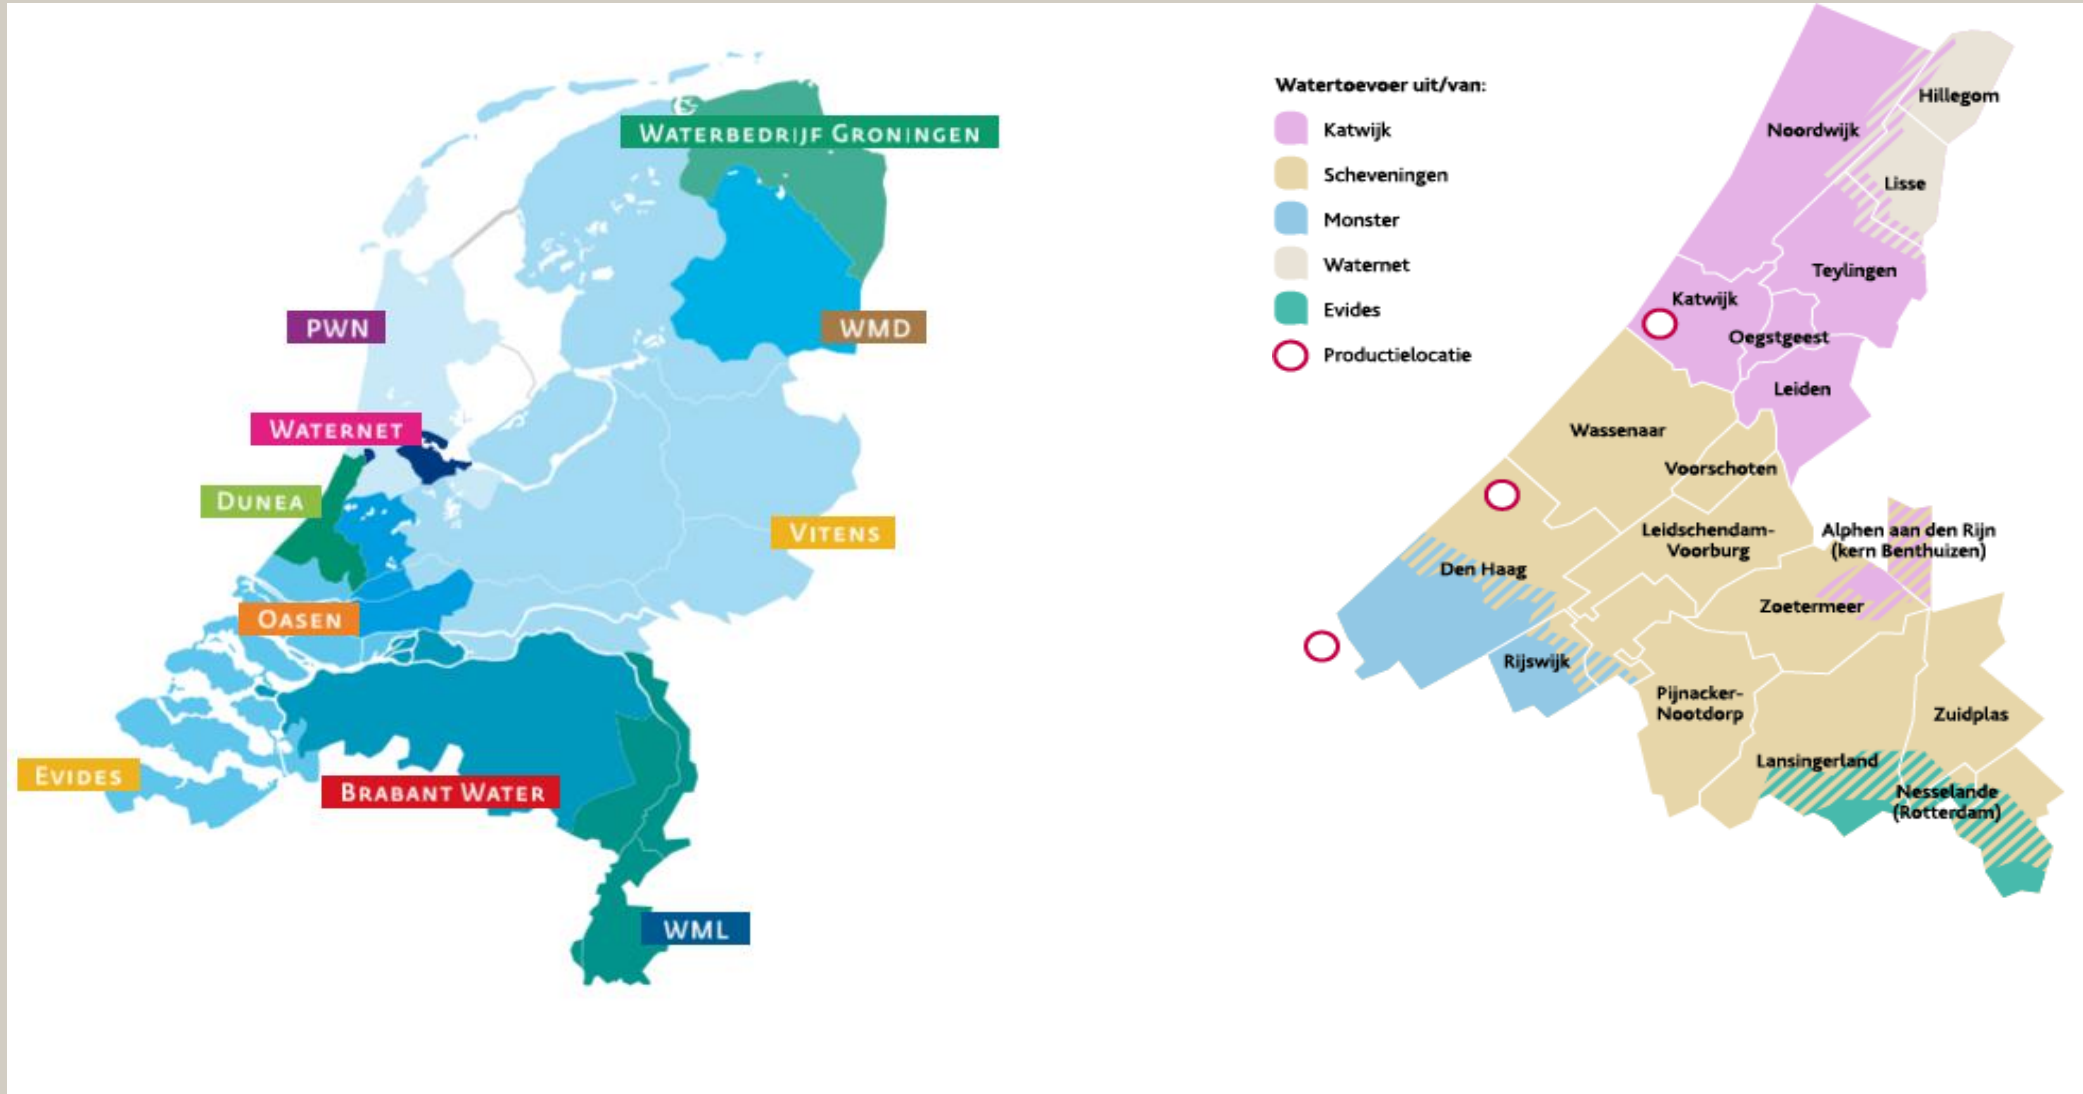 WATERBEDRIJF GRONINGEN
PWN
WMD
WATERNET
DUNEA
VITENS
OASEN
EVIDES
BRABANT WATER
WML
Watertoevoer uit/van:
Katwijk
Scheveningen
Monster
Waternet
Evides
Productielocatie
Hillegom
Noordwijk
Lisse
Teylingen
Katwijk
Oegstgeest
Leiden
Wassenaar
Voorschoten
Leidschendam-
Voorburg
Alphen aan den Rijn
(kern Benthuizen)
Den Haag
Zoetermeer
Rijswijk
Pijnacker-
Nootdorp
Zuidplas
Lansingerland
Nesselande
(Rotterdam)